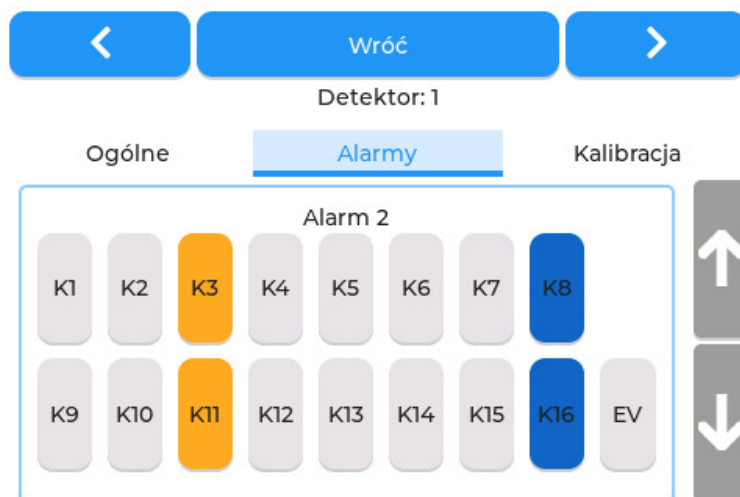 Wróć
Detektor: 1
Ogólne Alarmy Kalibracja
Alarm 2
K1 K2 K3 K4 K5 K6 K7 K8
K9 K10 K11 K12 K13 K14 K15 K16 EV